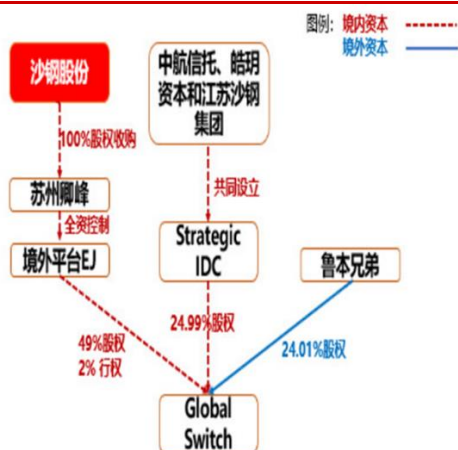 图例：境内资本
境外资本
沙钢股份
中航信托、皓玥
资本和江苏沙钢
集团
100%股权收购
共同设立
苏州卿峰
全资控制
境外平台EJ
Strategic
IDC
鲁本兄弟
24.99%股权
49%股权
2% 行权
24.01%股权
Global
Switch